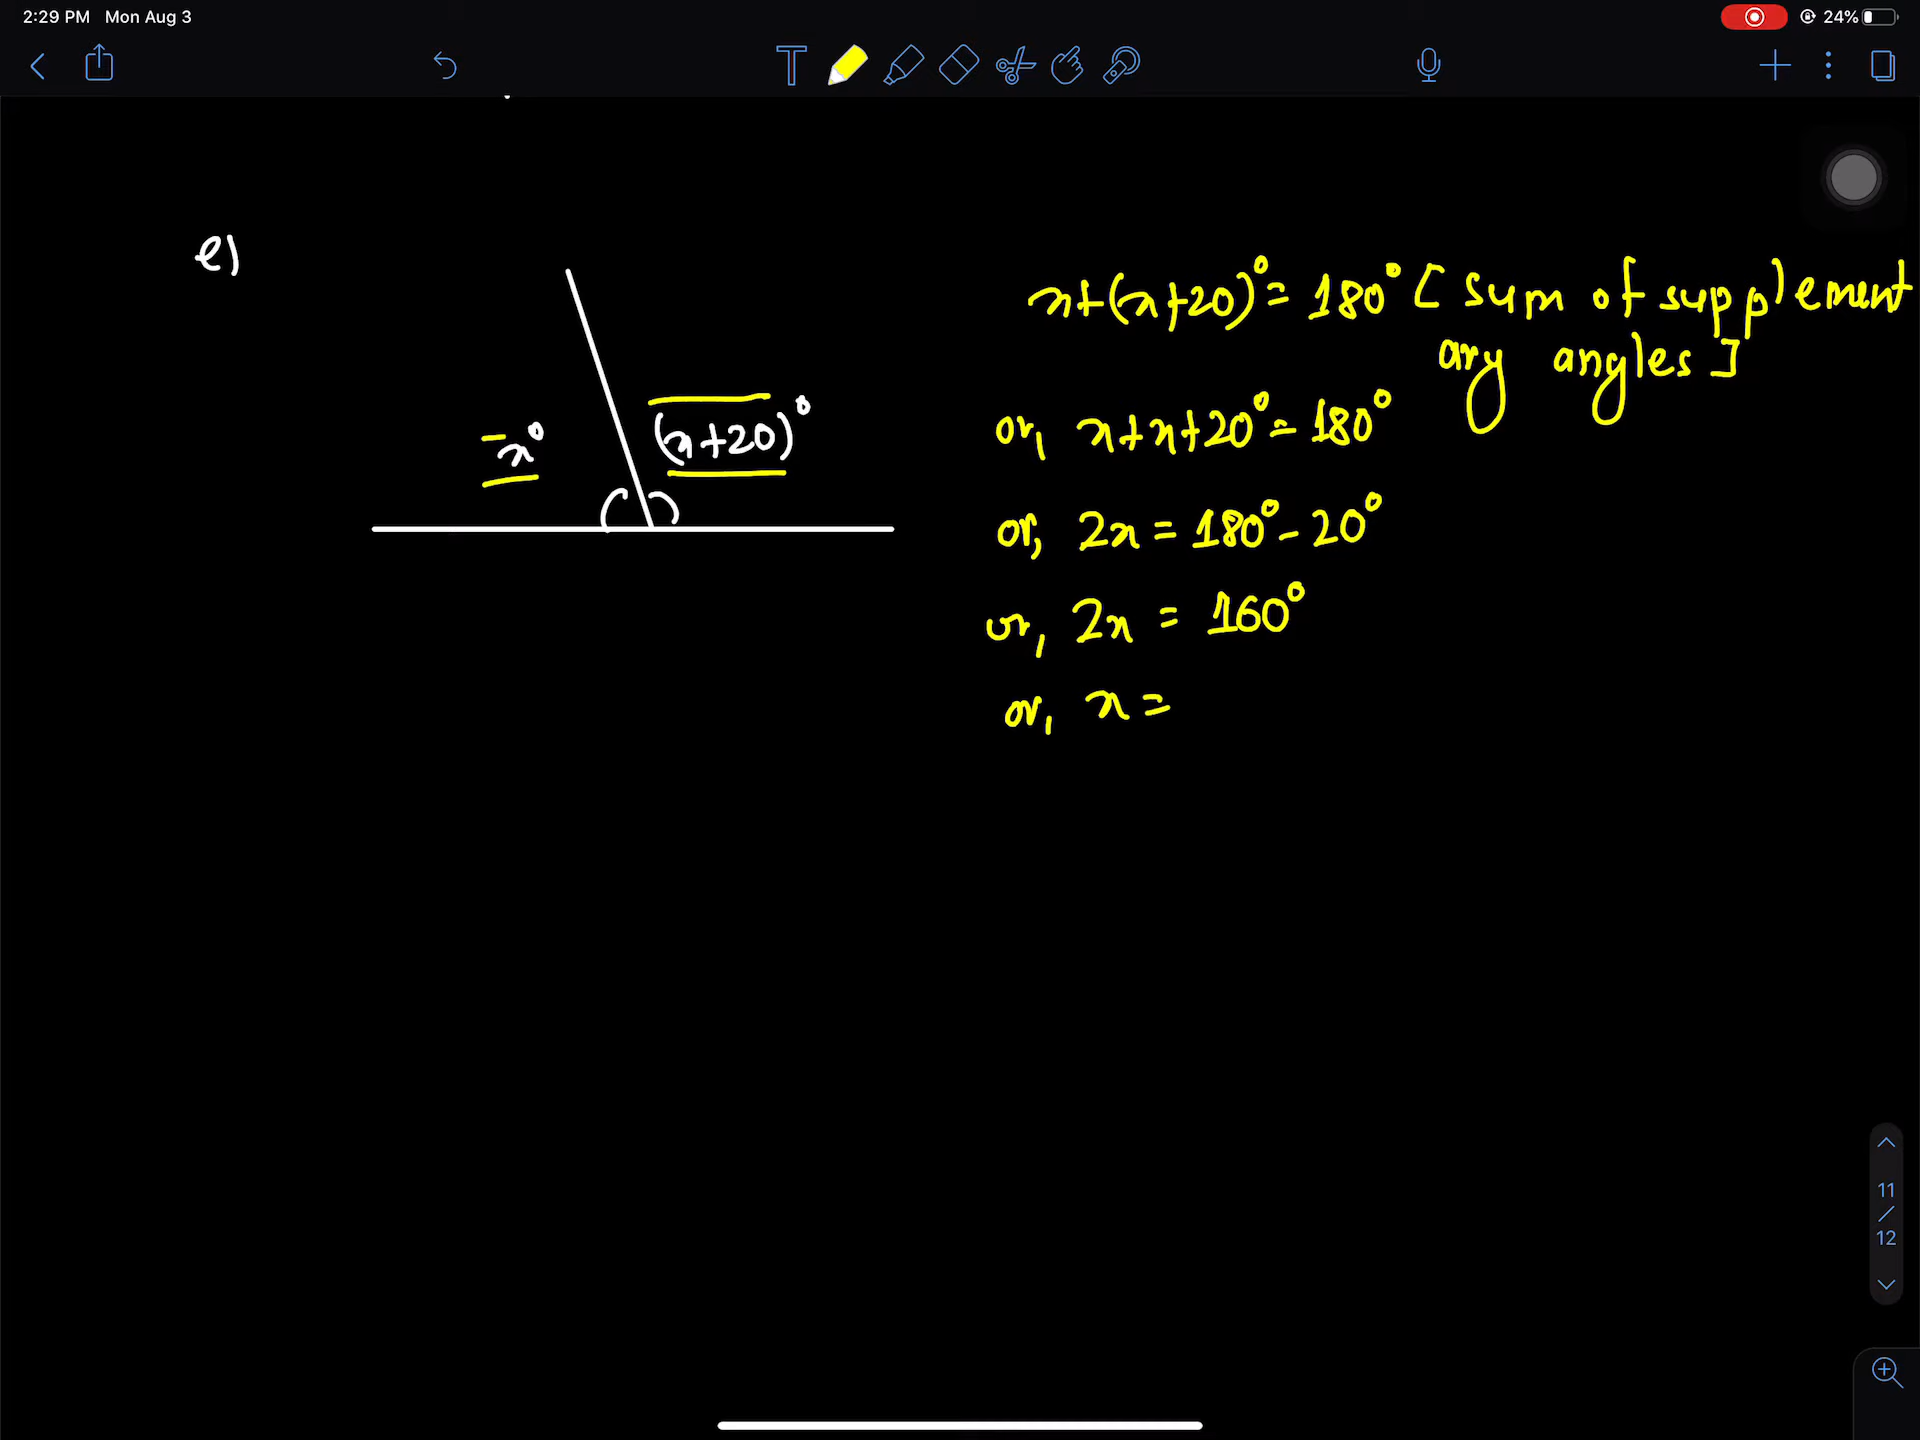 2:29 PM Mon Aug 3
24%
e)
x°
(x+20)°
x+(x+20)°=180° [sum of supplement
ary angles]
or, x+x+20°=180°
or, 2x=180°-20°
or, 2x = 160°
or, x =
11
/
12